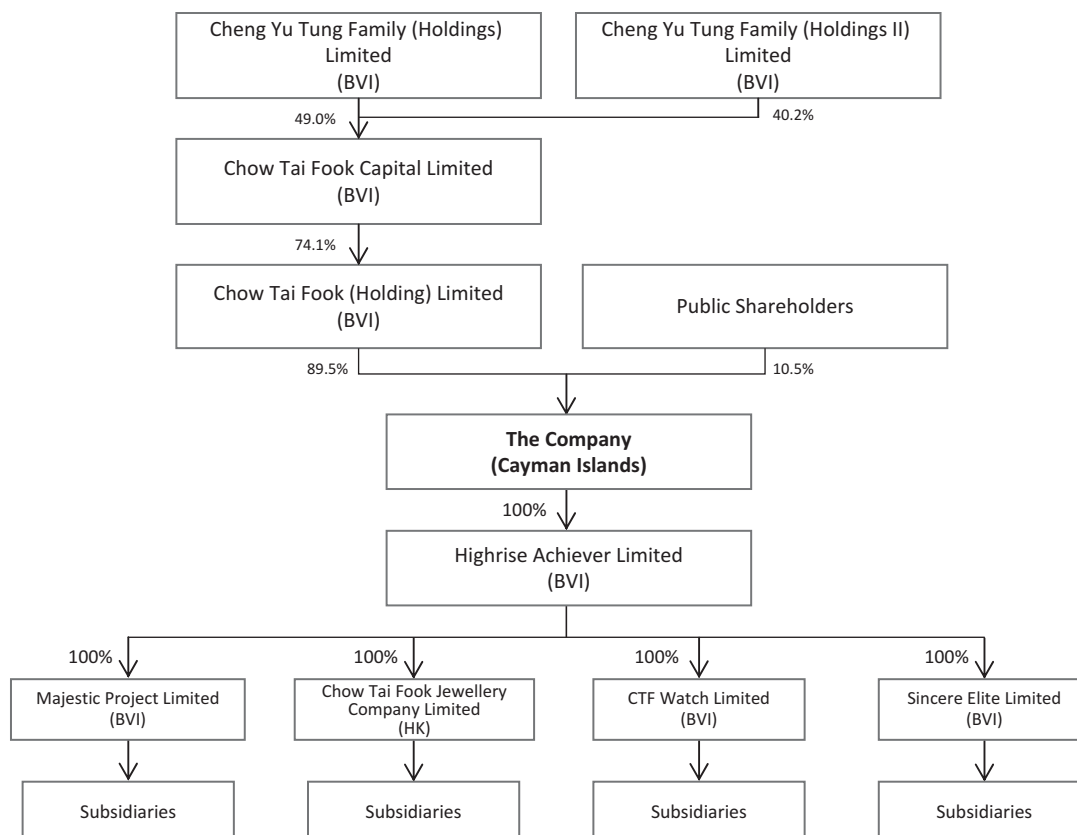 Cheng Yu Tung Family (Holdings)
Limited
(BVI)
Cheng Yu Tung Family (Holdings II)
Limited
(BVI)
49.0%
40.2%
Chow Tai Fook Capital Limited
(BVI)
74.1%
Chow Tai Fook (Holding) Limited
(BVI)
Public Shareholders
89.5%
10.5%
The Company
(Cayman Islands)
100%
Highrise Achiever Limited
(BVI)
100%
100%
100%
100%
Majestic Project Limited
(BVI)
Chow Tai Fook Jewellery
Company Limited
(HK)
CTF Watch Limited
(BVI)
Sincere Elite Limited
(BVI)
Subsidiaries
Subsidiaries
Subsidiaries
Subsidiaries